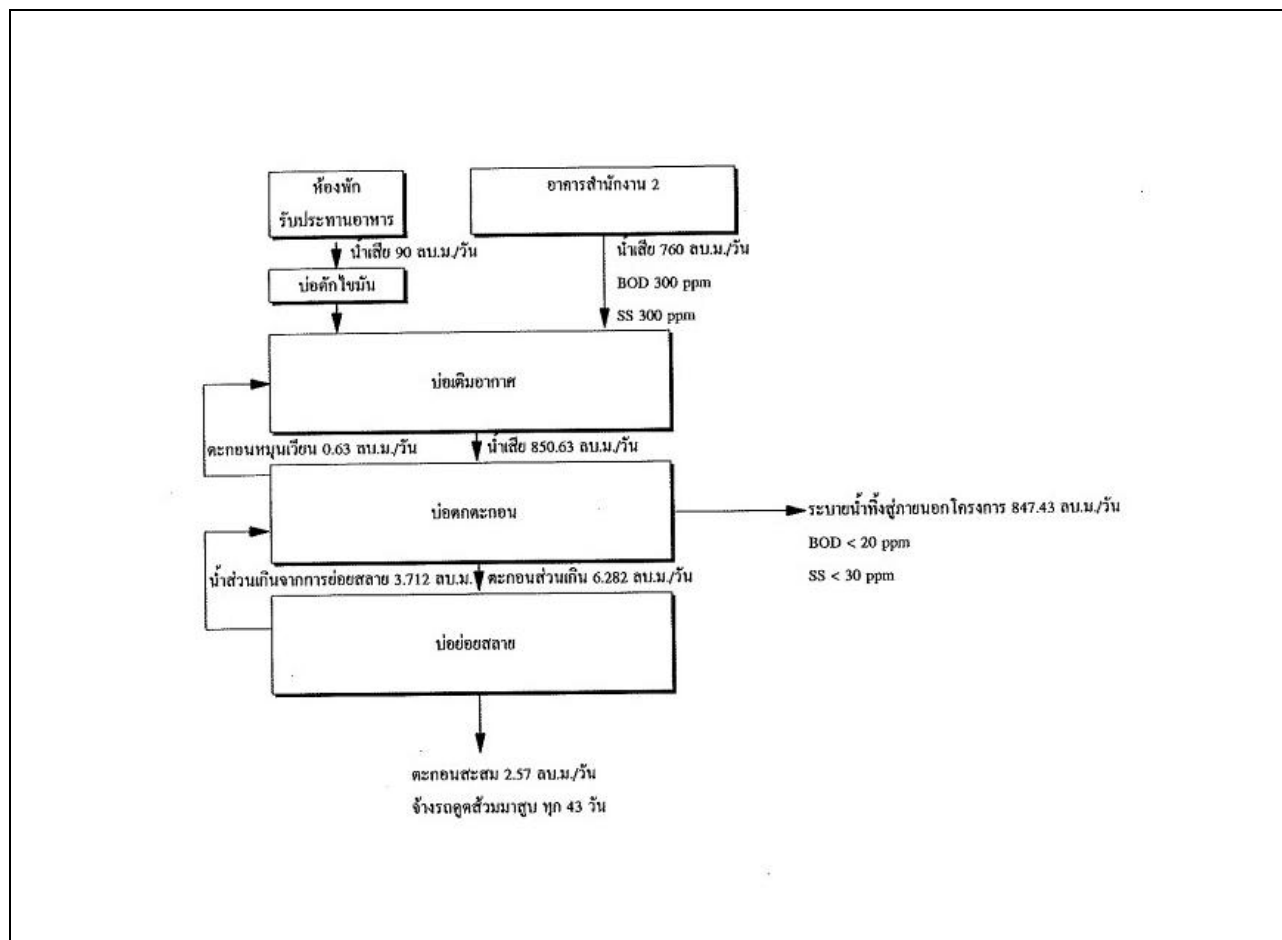 ห้องพัก
รับประทานอาหาร
อาคารสำนักงาน 2
น้ำเสีย 90 ลบ.ม./วัน
น้ำเสีย 760 ลบ.ม./วัน
บ่อดักไขมัน
BOD 300 ppm
SS 300 ppm
บ่อเติมอากาศ
ตะกอนหมุนเวียน 0.63 ลบ.ม./วัน
น้ำเสีย 850.63 ลบ.ม./วัน
บ่อตกตะกอน
ระบายน้ำทิ้งสู่ภายนอกโครงการ 847.43 ลบ.ม./วัน
BOD < 20 ppm
SS < 30 ppm
น้ำส่วนเกินจากการย่อยสลาย 3.712 ลบ.ม.
ตะกอนส่วนเกิน 6.282 ลบ.ม./วัน
บ่อย่อยสลาย
ตะกอนสะสม 2.57 ลบ.ม./วัน
จ้างรถดูดส้วมมาสูบ ทุก 43 วัน